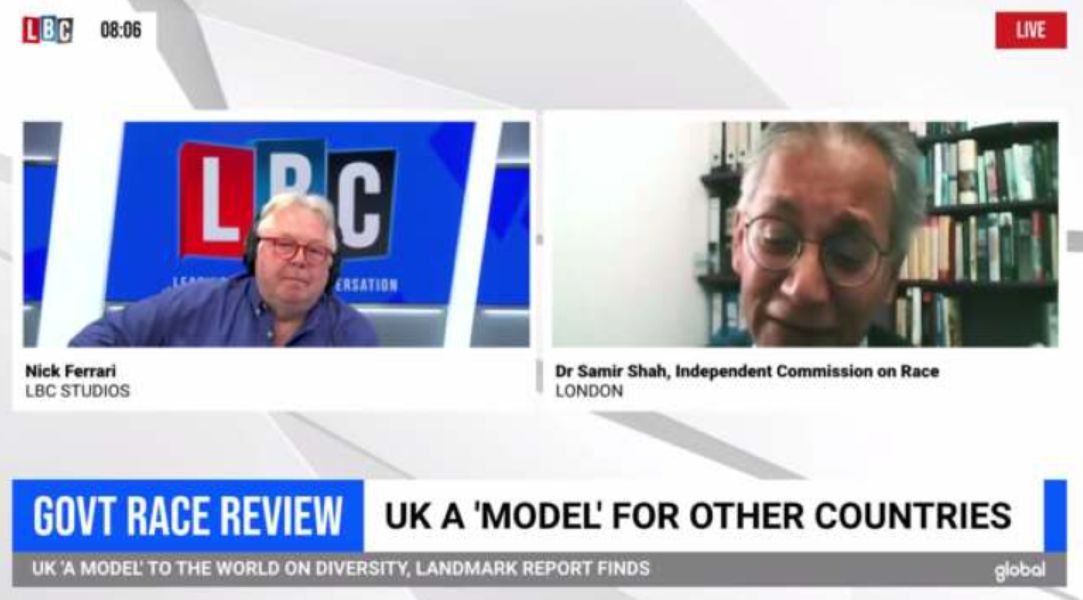 LBC 08:06
LIVE
LBC
Nick Ferrari
LBC STUDIOS
Dr Samir Shah, Independent Commission on Race
LONDON
GOVT RACE REVIEW
UK A 'MODEL' FOR OTHER COUNTRIES
UK 'A MODEL' TO THE WORLD ON DIVERSITY, LANDMARK REPORT FINDS
global